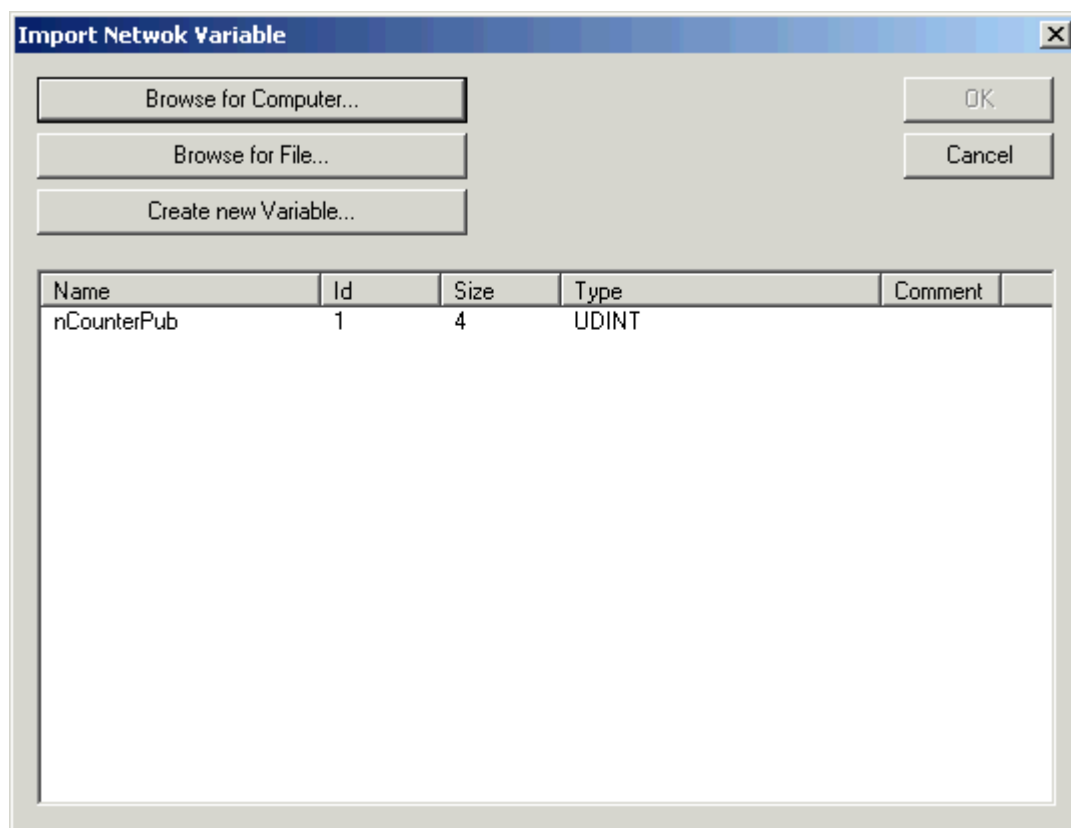 Import Netwok Variable
Browse for Computer...
OK
Browse for File...
Cancel
Create new Variable...
Name Id Size Type Comment
nCounterPub 1 4 UDINT